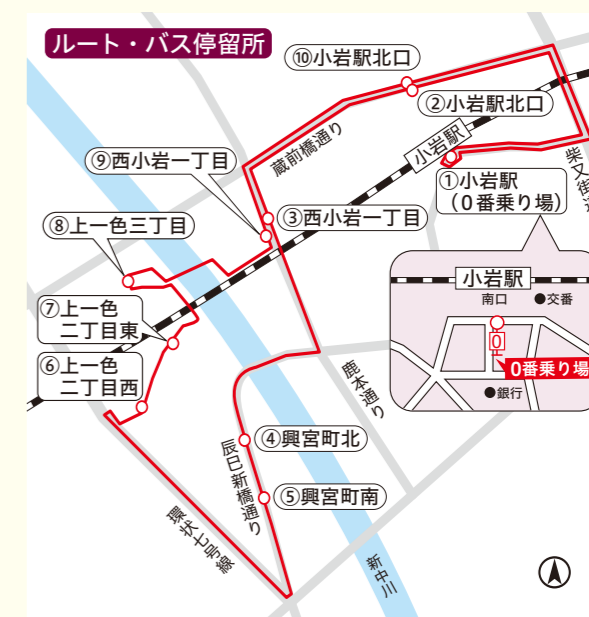 ルート・バス停留所
⑩小岩駅北口
②小岩駅北口
蔵前橋通り
小岩駅
柴又街道
①小岩駅
(0番乗り場)
⑨西小岩一丁目
③西小岩一丁目
⑧上一色三丁目
⑦上一色
二丁目東
⑥上一色
二丁目西
小岩駅
南口
●交番
0
0番乗り場
●銀行
鹿本通り
④興宮町北
辰巳新橋通り
⑤興宮町南
環状七号線
新中川